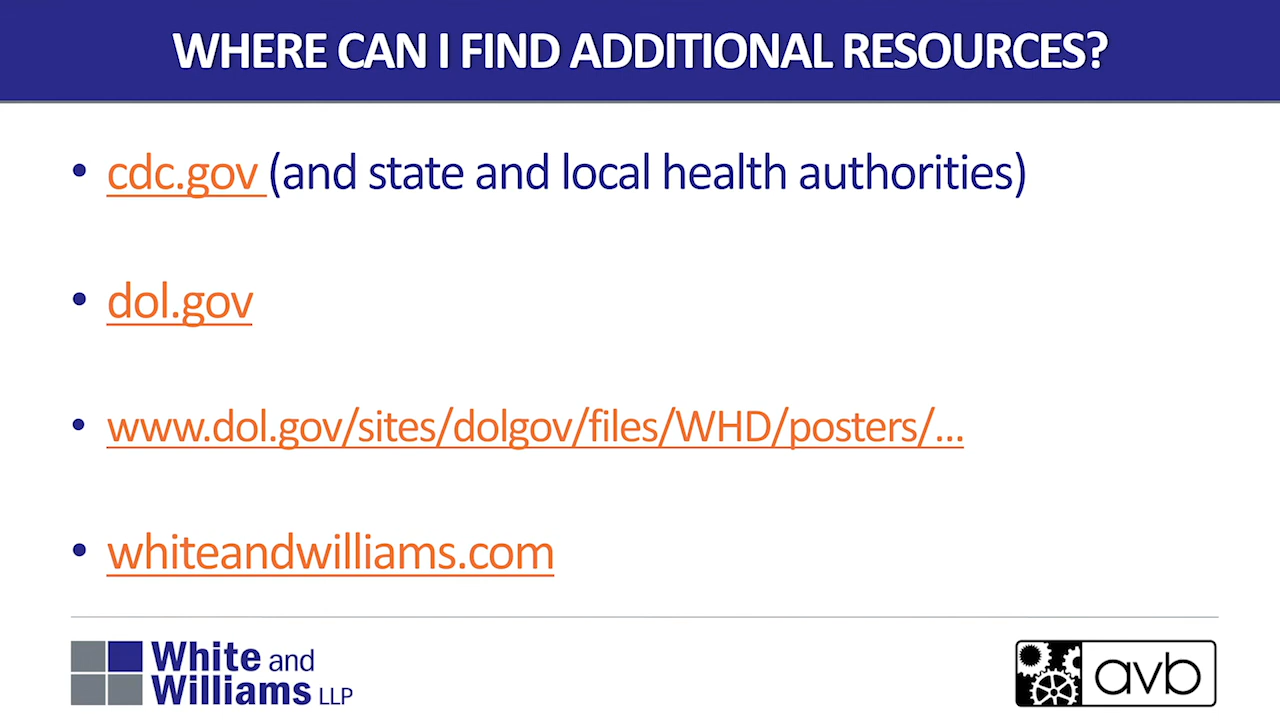 WHERE CAN I FIND ADDITIONAL RESOURCES?
• cdc.gov (and state and local health authorities)
• dol.gov
• www.dol.gov/sites/dolgov/files/WHD/posters/...
• whiteandwilliams.com
White and
Williams LLP
avb